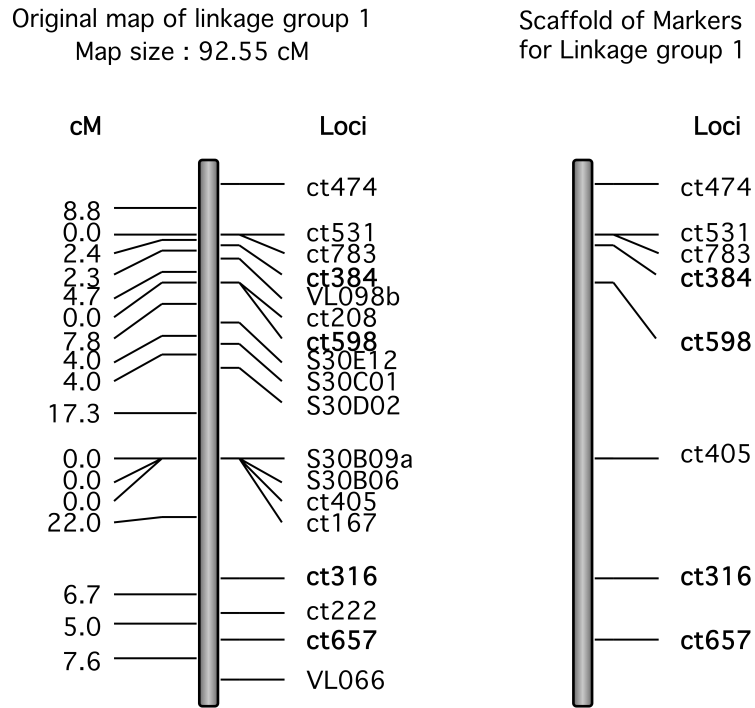 Original map of linkage group 1
Map size : 92.55 cM
cM
Loci
8.8
0.0
2.4
2.3
4.7
0.0
7.8
4.0
4.0
17.3
0.0
0.0
0.0
22.0
6.7
5.0
7.6
ct474
ct531
ct783
ct384
VL098b
ct208
ct598
S30E12
S30C01
S30D02
S30B09a
S30B06
ct405
ct167
ct316
ct222
ct657
VL066
Scaffold of Markers
for Linkage group 1
Loci
ct474
ct531
ct783
ct384
ct598
ct405
ct316
ct657